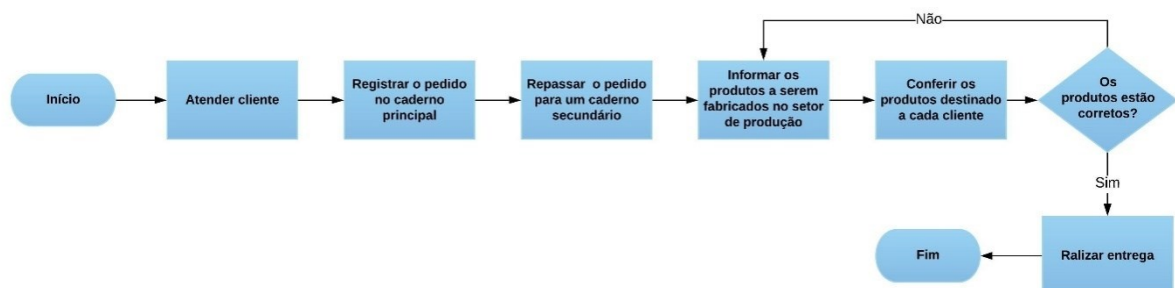 Não
Início
Atender cliente
Registrar o pedido
no caderno
principal
Repassar o pedido
para um caderno
secundário
Informar os
produtos a serem
fabricados no setor
de produção
Conferir os
produtos destinado
a cada cliente
Os
produtos estão
corretos?
Sim
Ralizar entrega
Fim